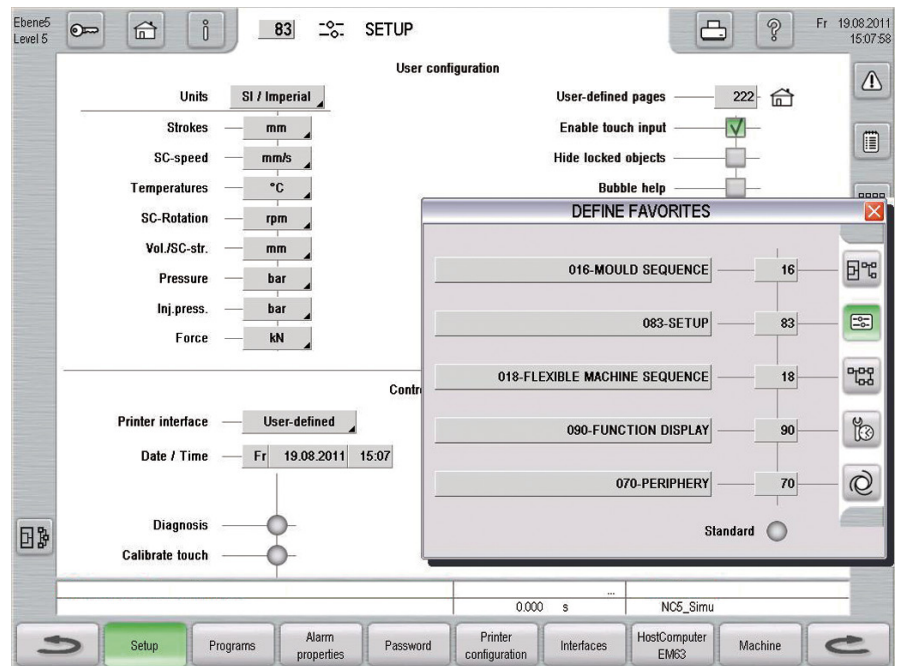 Ebene5
Level 5
83 SETUP
Fr 19.08.2011
15:07:58
User configuration
Units SI / Imperial
User-defined pages 222
Strokes mm
Enable touch input
SC-speed mm/s
Hide locked objects
Temperatures °C
Bubble help
SC-Rotation rpm
Vol./SC-str. mm
Pressure bar
Inj.press. bar
Force kN
DEFINE FAVORITES
016-MOULD SEQUENCE 16
083-SETUP 83
018-FLEXIBLE MACHINE SEQUENCE 18
090-FUNCTION DISPLAY 90
070-PERIPHERY 70
Standard
Contr
Printer interface User-defined
Date / Time Fr 19.08.2011 15:07
Diagnosis
Calibrate touch
...
0.000 s NC5_Simu
Setup
Programs
Alarm
properties
Password
Printer
configuration
Interfaces
HostComputer
EM63
Machine